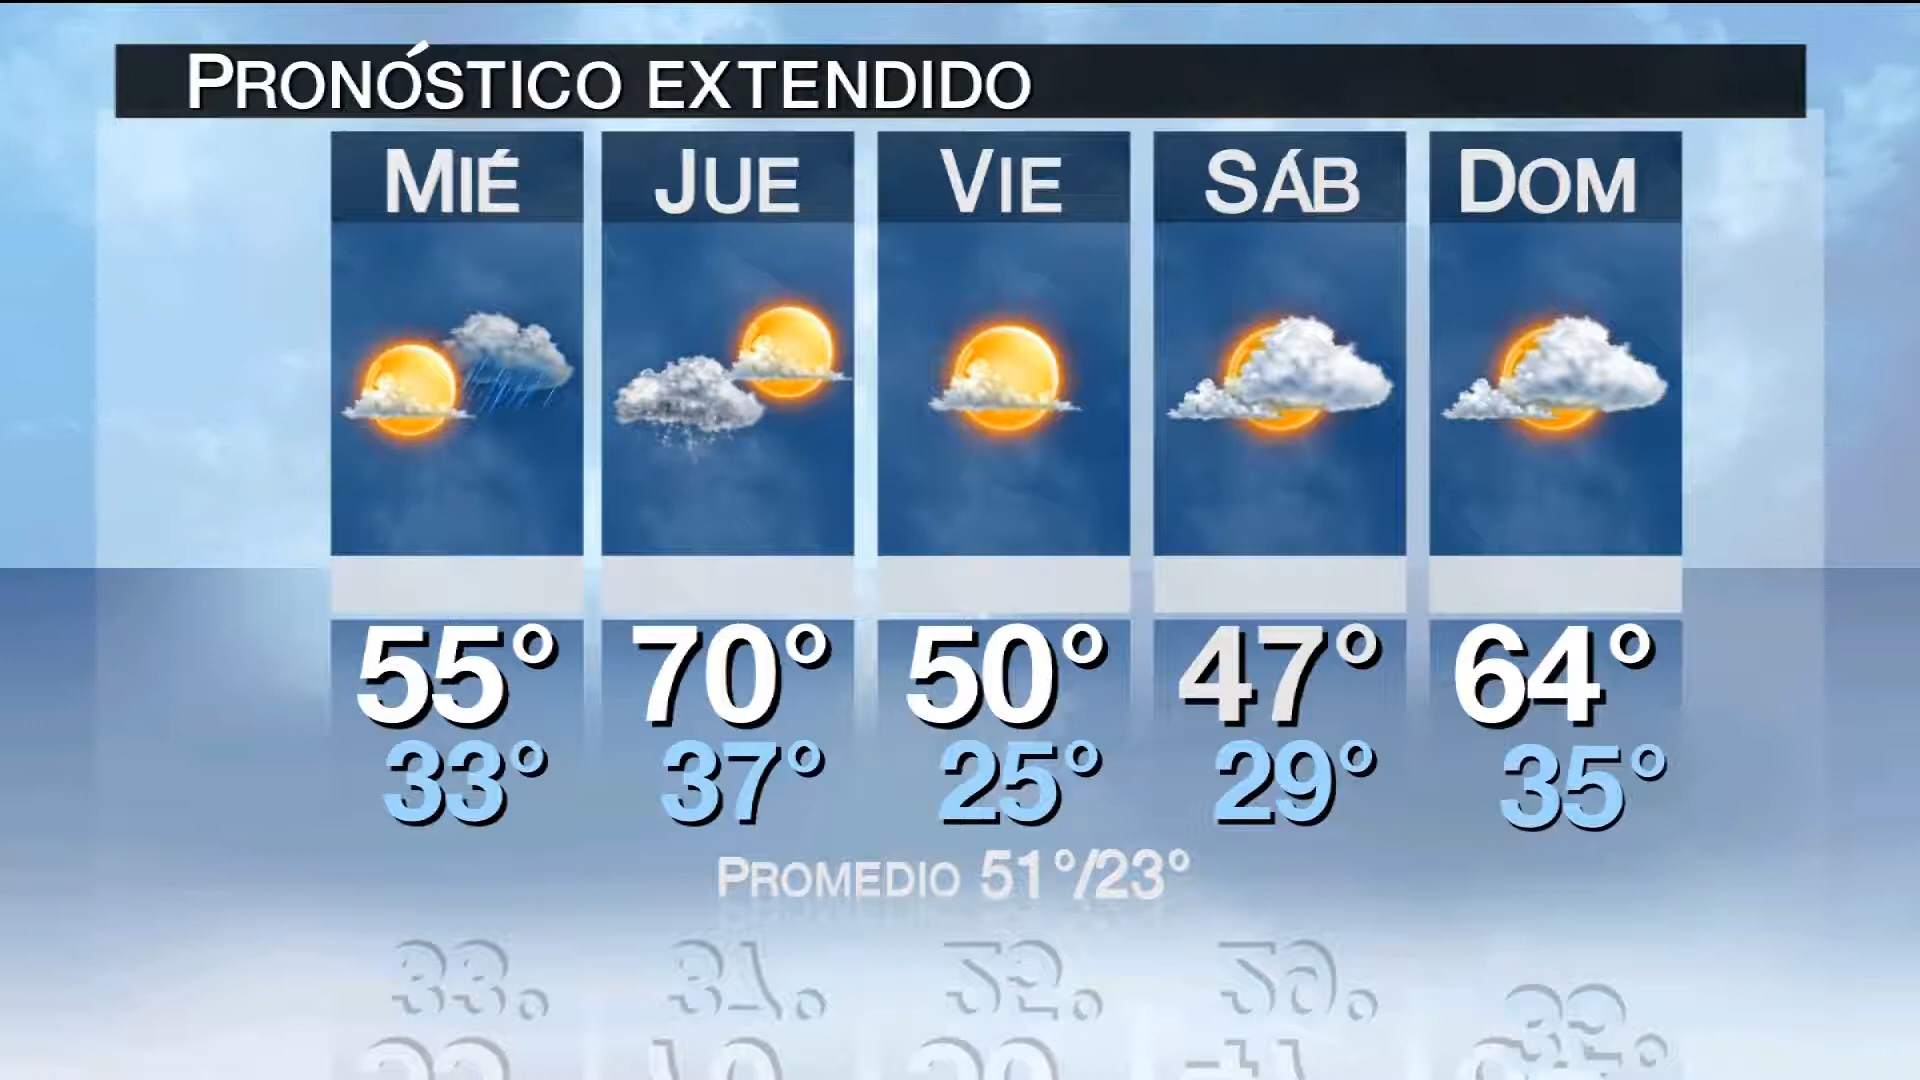 PRONÓSTICO EXTENDIDO
MIÉ JUE VIE SÁB DOM
55° 70° 50° 47° 64°
33° 37° 25° 29° 35°
PROMEDIO 51°/23°